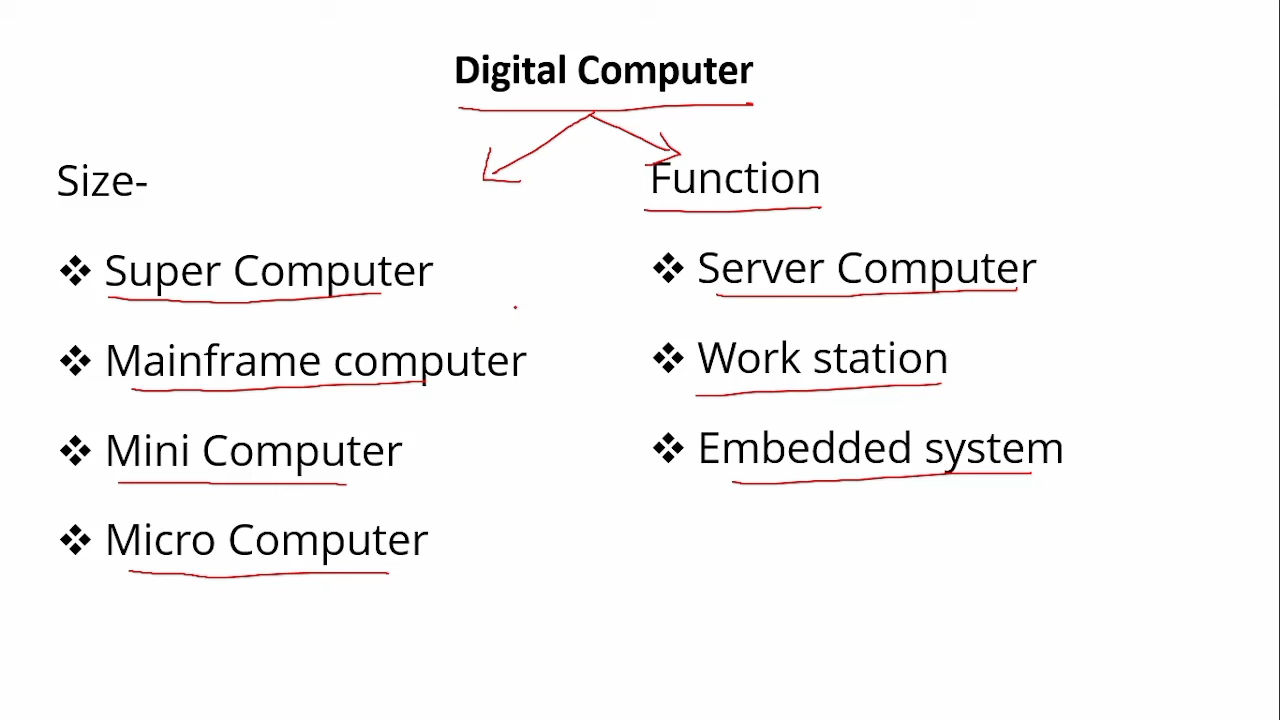 Digital Computer
Size-
❖ Super Computer
❖ Mainframe computer
❖ Mini Computer
❖ Micro Computer
Function
❖ Server Computer
❖ Work station
❖ Embedded system